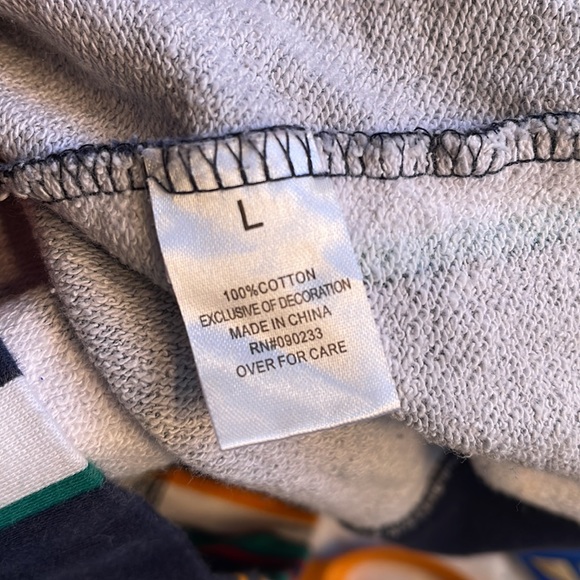 L
100%COTTON
EXCLUSIVE OF DECORATION
MADE IN CHINA
RN#090233
OVER FOR CARE